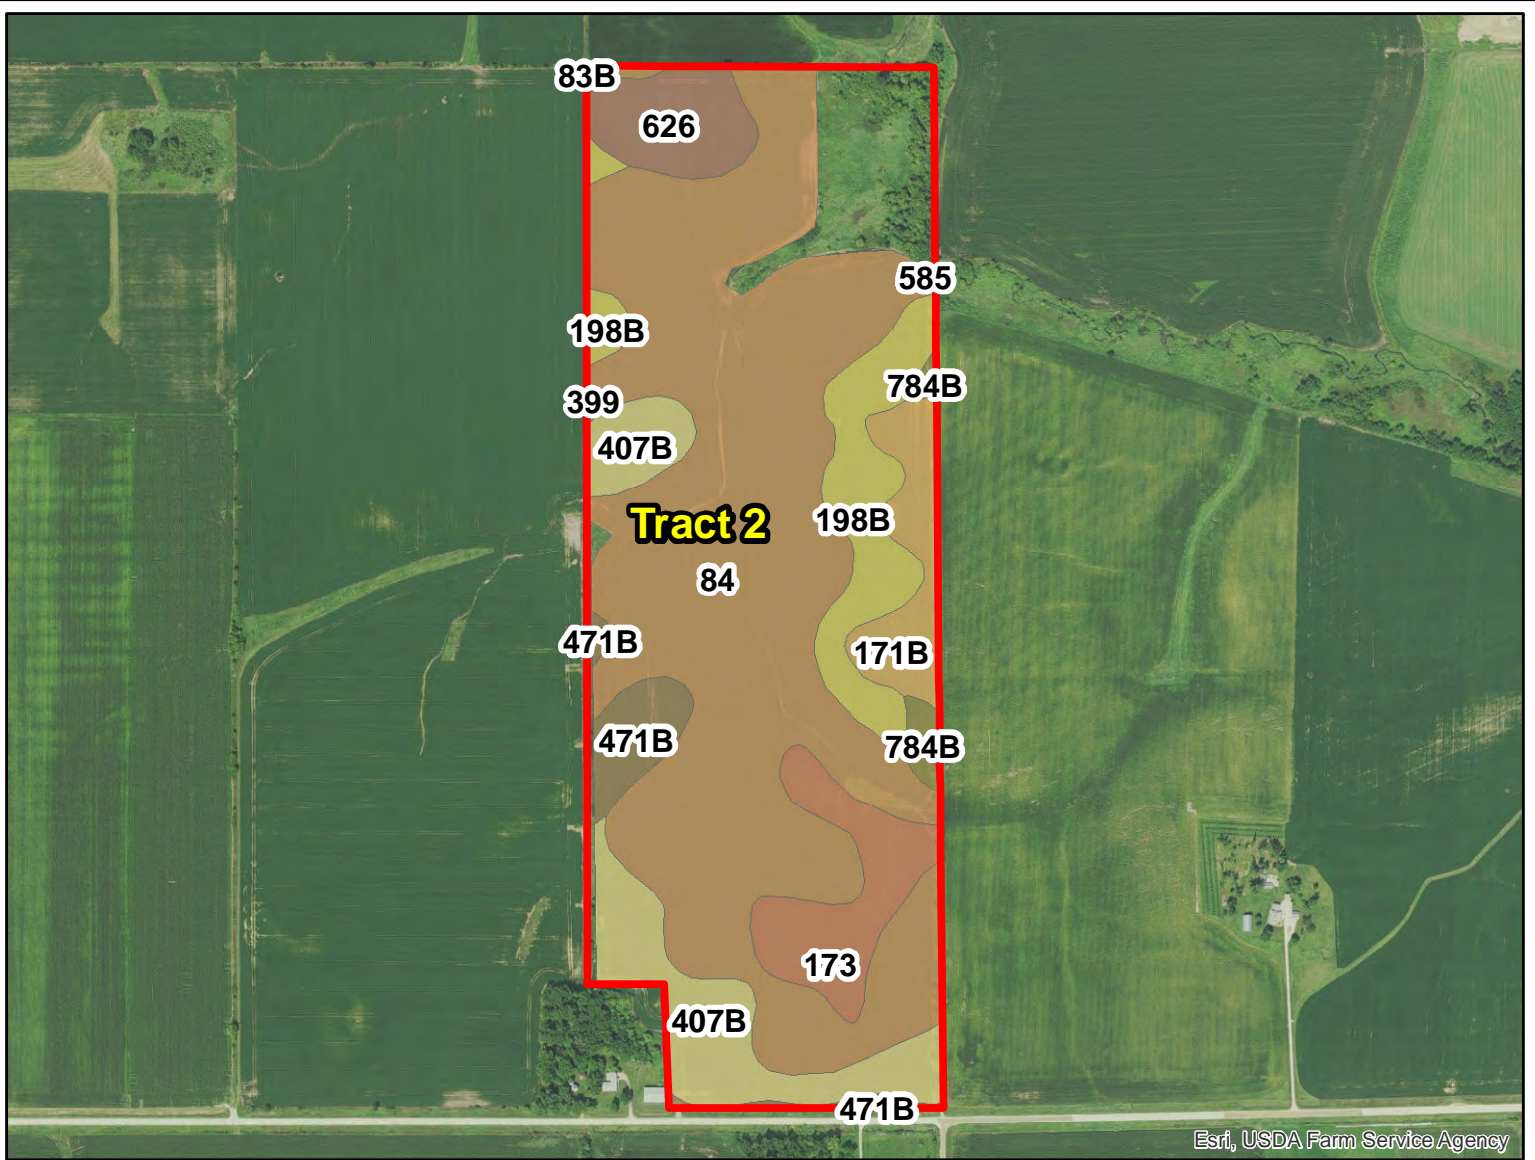 83B
626
585
198B
784B
399
407B
198B
Tract 2
84
471B
171B
471B
784B
173
407B
471B
Esri, USDA Farm Service Agency